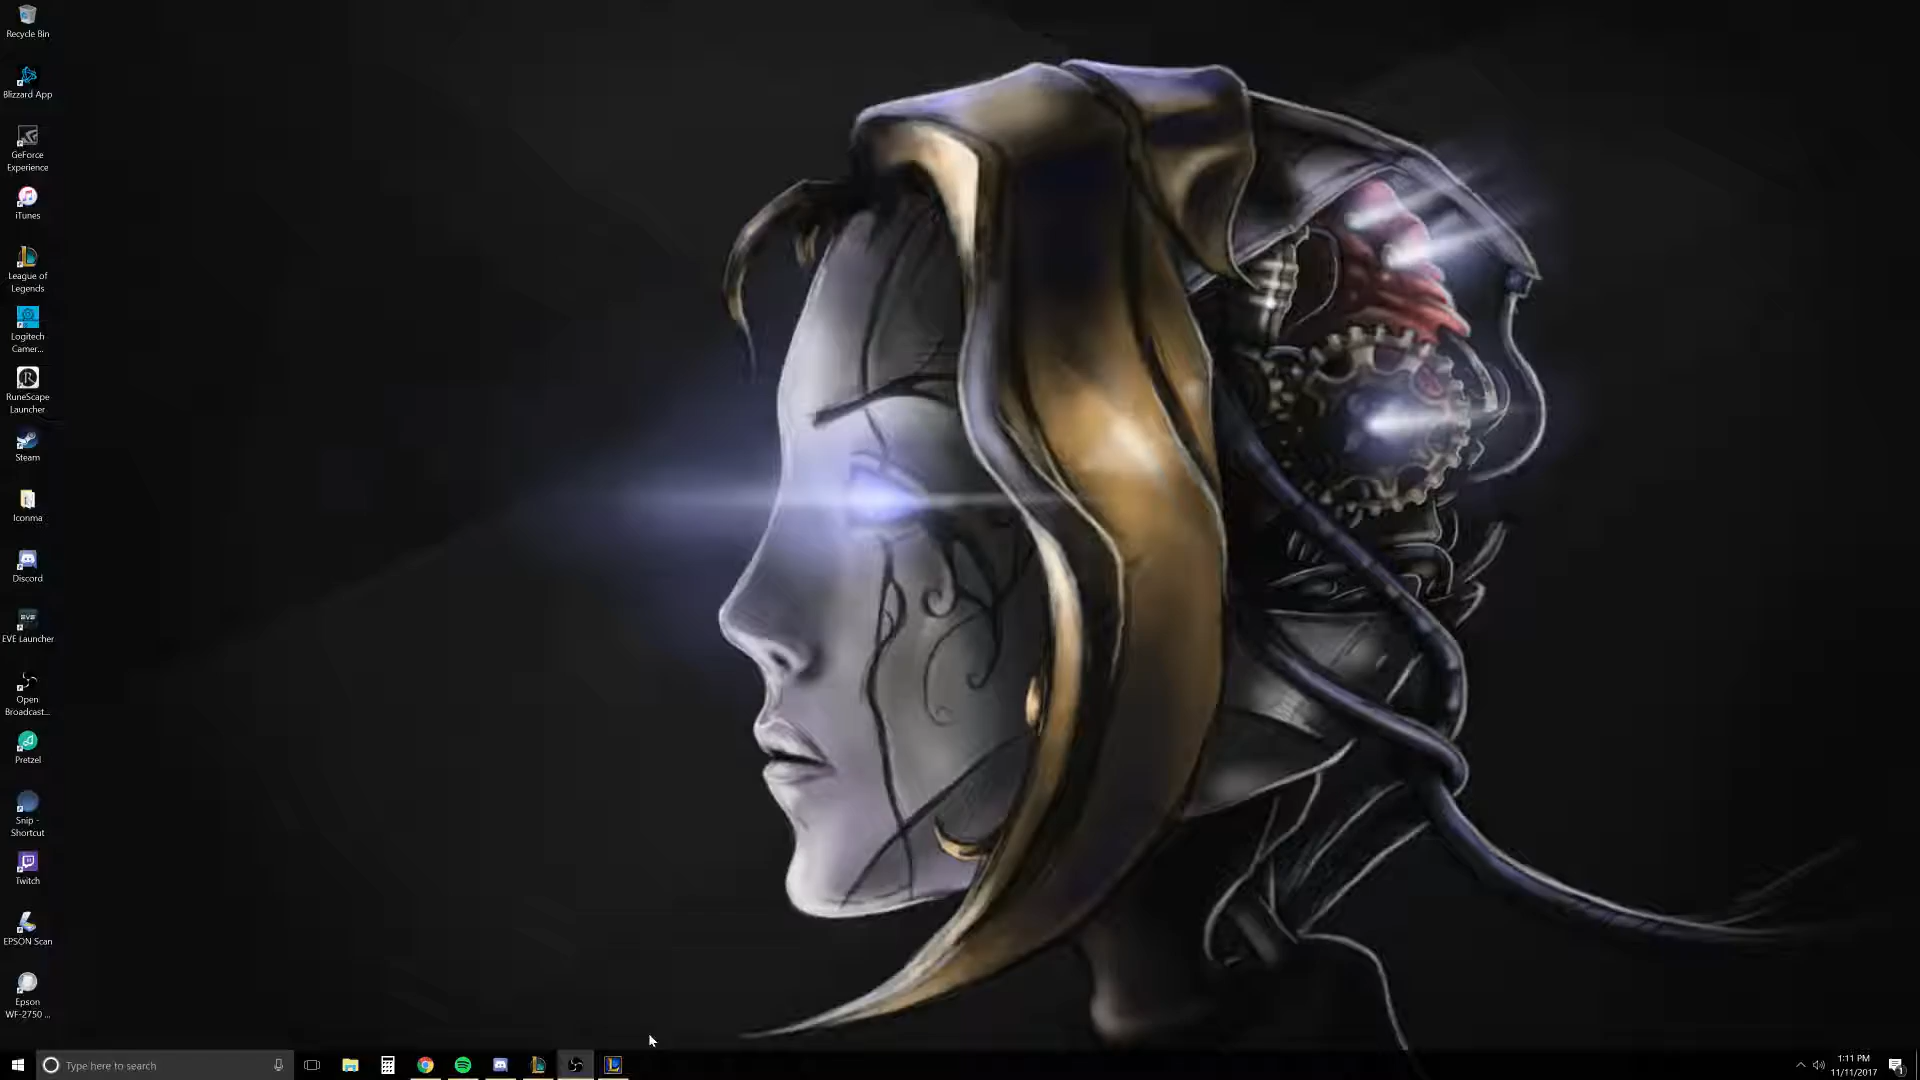 Recycle Bin
Blizzard App
GeForce
Experience
iTunes
League of
Legends
Logitech
Camer...
RuneScape
Launcher
Steam
Iconma
Discord
EVE Launcher
Open
Broadcast...
Pretzel
Snip -
Shortcut
Twitch
EPSON Scan
Epson
WF-2750 ...
Type here to search
1:11 PM
11/11/2017